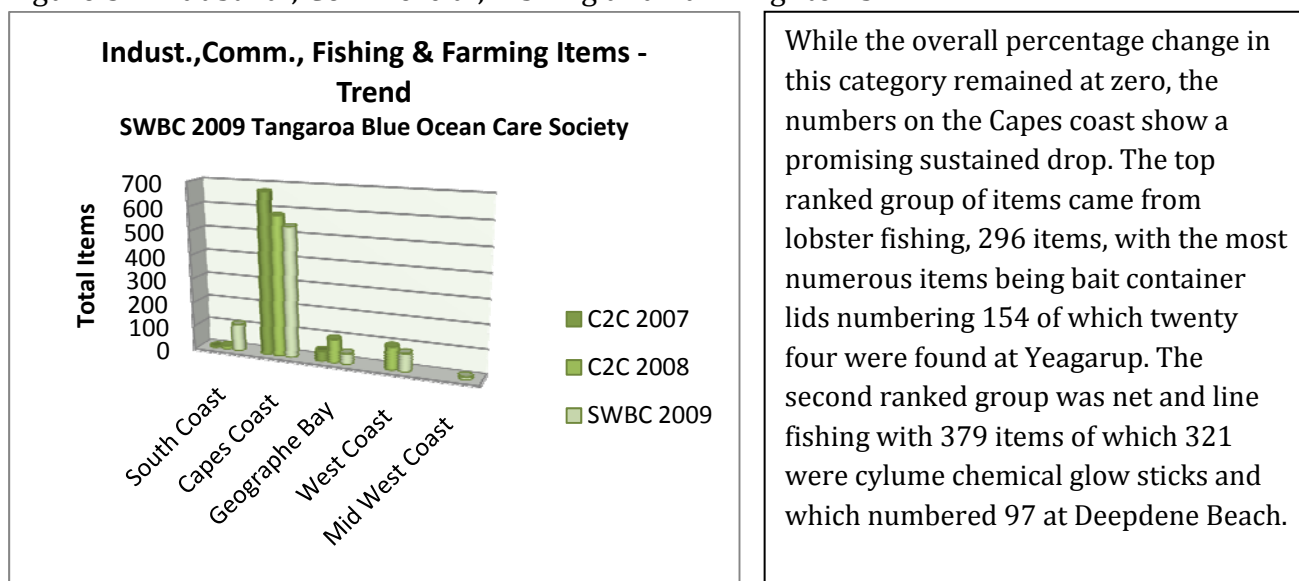 Indust.,Comm., Fishing & Farming Items -
Trend
SWBC 2009 Tangaroa Blue Ocean Care Society
Total Items
700
600
500
400
300
200
100
0
South Coast
Capes Coast
Geographe Bay
West Coast
Mid West Coast
C2C 2007
C2C 2008
SWBC 2009
While the overall percentage change in
this category remained at zero, the
numbers on the Capes coast show a
promising sustained drop. The top
ranked group of items came from
lobster fishing, 296 items, with the most
numerous items being bait container
lids numbering 154 of which twenty
four were found at Yeagarup. The
second ranked group was net and line
fishing with 379 items of which 321
were cylume chemical glow sticks and
which numbered 97 at Deepdene Beach.